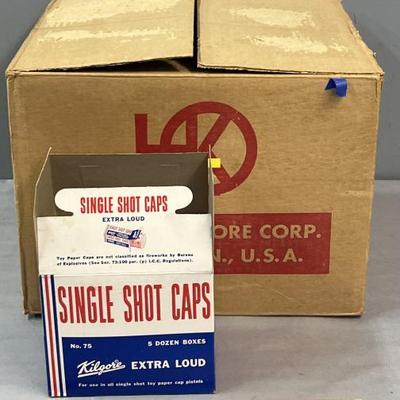 ORE CORP.
N., U.S.A.
SINGLE SHOT CAPS
EXTRA LOUD
Toy Paper Caps are not classified as fireworks by Bureau
of Explosives (See Sec. 73:100 par. (p) I.C.C. Regulations).
SINGLE SHOT CAPS
No. 75 5 DOZEN BOXES
Kilgore EXTRA LOUD
For use in all single shot toy paper cap pistols